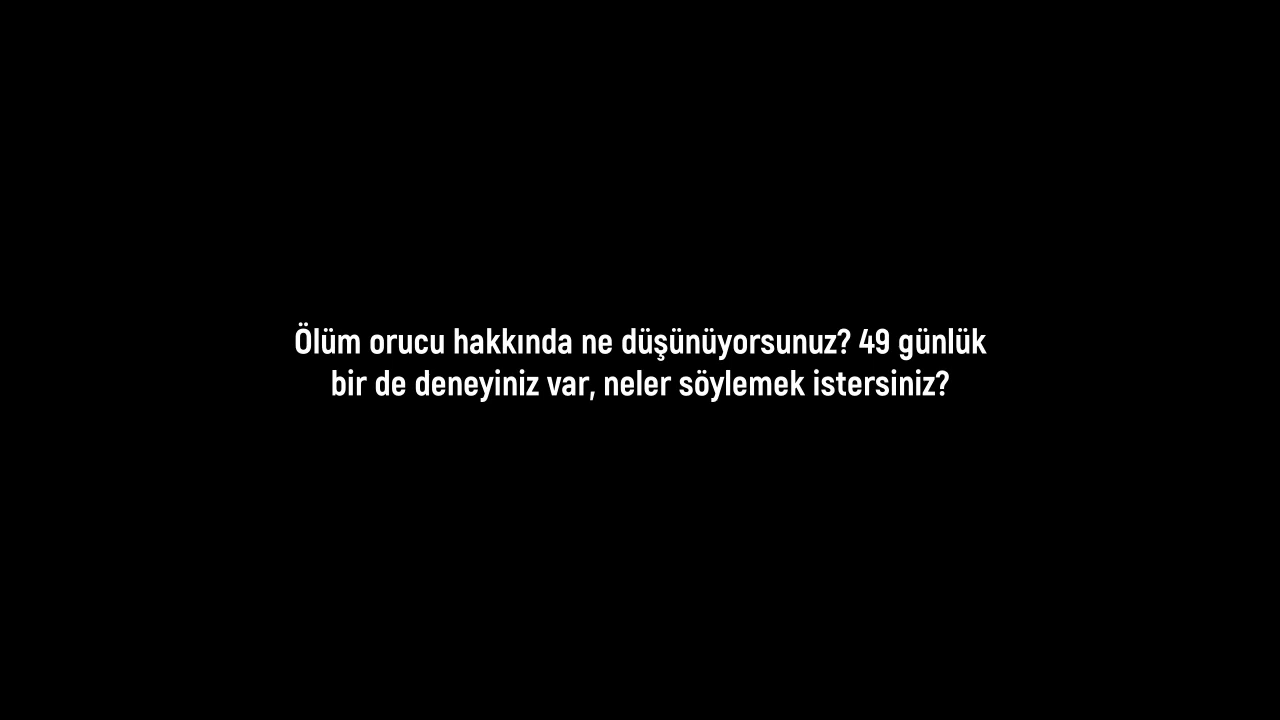 Ölüm orucu hakkında ne düşünüyorsunuz? 49 günlük
bir de deneyiniz var, neler söylemek istersiniz?